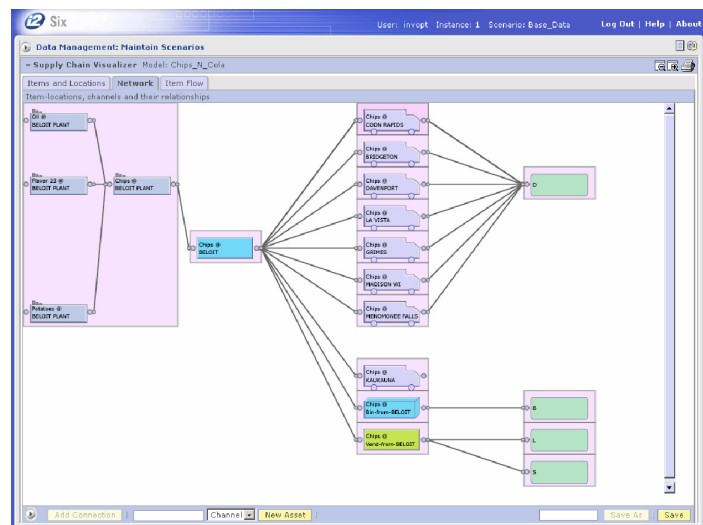 i2 Six
User: invopt Instance: 1 Scenario: Base_Data Log Out | Help | About
Data Management: Maintain Scenarios
– Supply Chain Visualizer Model: Chips_N_Cola
Items and Locations Network Item Flow
Item-locations, channels and their relationships
Oil @
BELOIT PLANT
Flavor 23 @
BELOIT PLANT
Chips @
BELOIT PLANT
Potatoes @
BELOIT PLANT
Chips @
BELOIT
Chips @
COON RAPIDS
Chips @
BRIDGETON
Chips @
DAVENPORT
Chips @
LA VISTA
Chips @
GRIMES
Chips @
MADISON WI
Chips @
MENOMONEE FALLS
Chips @
KAUKAUNA
Chips @
Bin-from-BELOIT
Chips @
Vend-from-BELOIT
D
B
L
S
Add Connection | Channel New Asset | Save As | Save